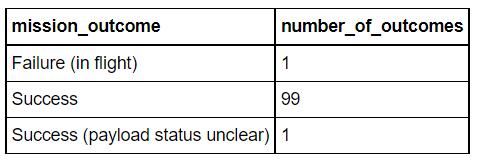 mission_outcome number_of_outcomes
Failure (in flight) 1
Success 99
Success (payload status unclear) 1